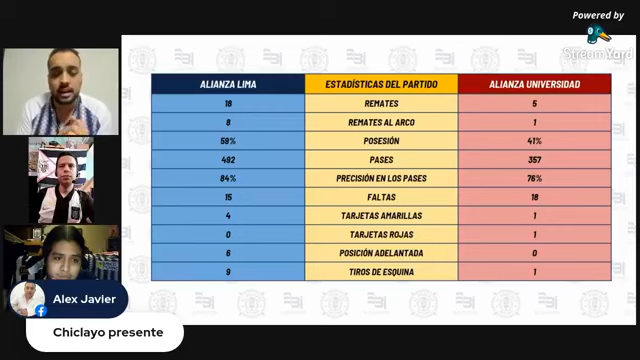 Powered by
StreamYard
ALIANZA LIMA ESTADÍSTICAS DEL PARTIDO ALIANZA UNIVERSIDAD
18 REMATES 5
8 REMATES AL ARCO 1
59% POSESIÓN 41%
492 PASES 357
84% PRECISIÓN EN LOS PASES 76%
15 FALTAS 18
4 TARJETAS AMARILLAS 1
0 TARJETAS ROJAS 1
6 POSICIÓN ADELANTADA 0
9 TIROS DE ESQUINA 1
Alex Javier
Chiclayo presente